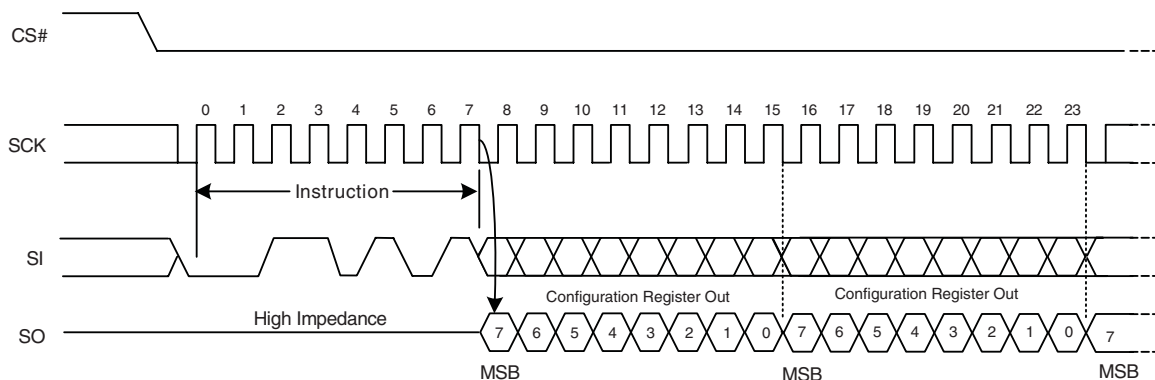 CS#
0 1 2 3 4 5 6 7 8 9 10 11 12 13 14 15 16 17 18 19 20 21 22 23
SCK
Instruction
SI
Configuration Register Out Configuration Register Out
High Impedance
SO 7 6 5 4 3 2 1 0 7 6 5 4 3 2 1 0 7
MSB MSB MSB